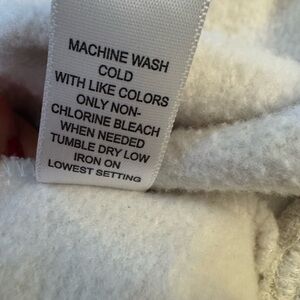 MACHINE WASH
COLD
WITH LIKE COLORS
ONLY NON-
CHLORINE BLEACH
WHEN NEEDED
TUMBLE DRY LOW
IRON ON
LOWEST SETTING